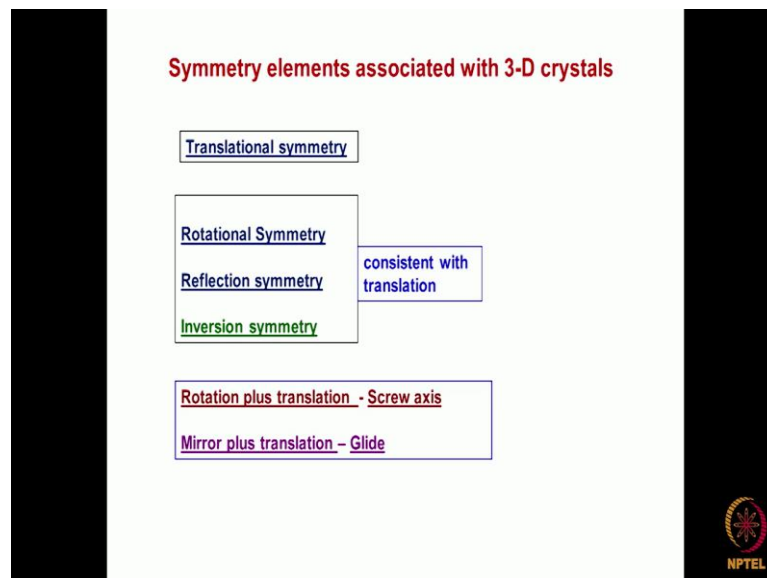 Symmetry elements associated with 3-D crystals
Translational symmetry
Rotational Symmetry
Reflection symmetry
Inversion symmetry
consistent with
translation
Rotation plus translation - Screw axis
Mirror plus translation – Glide
NPTEL